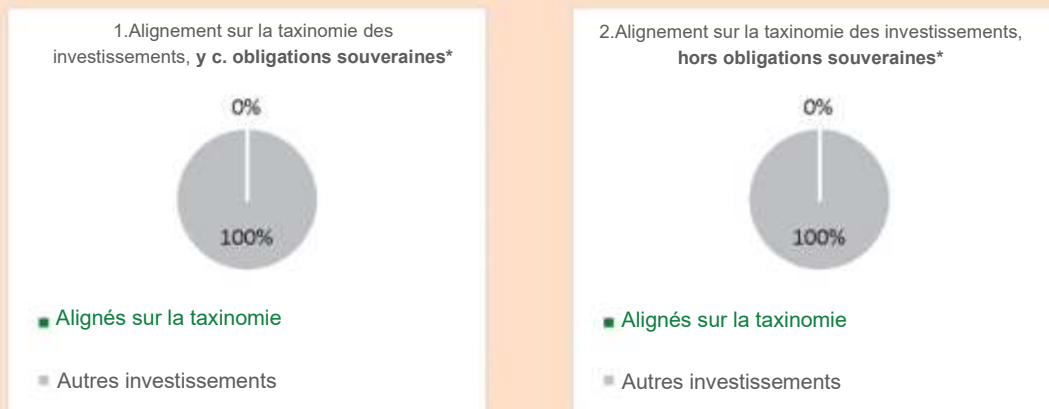 1.Alignement sur la taxinomie des
investissements, y c. obligations souveraines*
0%
100%
Alignés sur la taxinomie
Autres investissements
2.Alignement sur la taxinomie des investissements,
hors obligations souveraines*
0%
100%
Alignés sur la taxinomie
Autres investissements